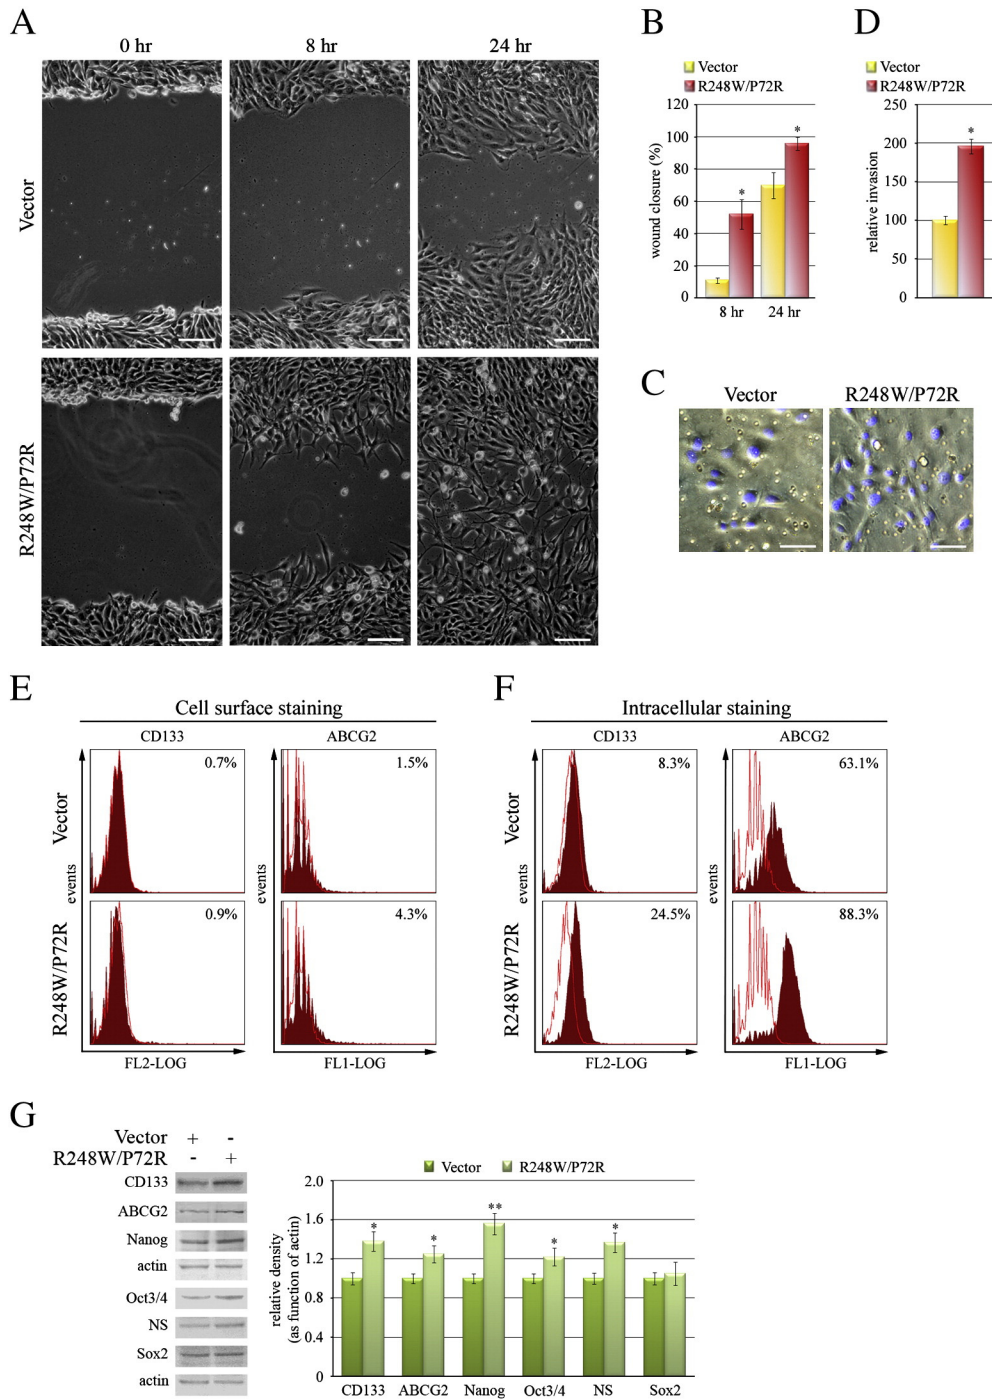 A
0 hr
8 hr
24 hr
Vector
R248W/P72R
B
Vector
R248W/P72R
120
100
80
60
40
20
0
wound closure (%)
*
*
8 hr
24 hr
D
Vector
R248W/P72R
250
200
150
100
50
0
relative invasion
*
C
Vector
R248W/P72R
E
Cell surface staining
CD133
ABCG2
Vector
0.7%
1.5%
events
events
R248W/P72R
0.9%
4.3%
FL2-LOG
FL1-LOG
F
Intracellular staining
CD133
ABCG2
Vector
8.3%
63.1%
events
events
R248W/P72R
24.5%
88.3%
FL2-LOG
FL1-LOG
G
Vector + -
R248W/P72R - +
CD133
ABCG2
Nanog
actin
Oct3/4
NS
Sox2
actin
Vector
R248W/P72R
2.0
1.6
1.2
0.8
0.4
0
relative density
(as function of actin)
*
*
**
*
*
CD133
ABCG2
Nanog
Oct3/4
NS
Sox2